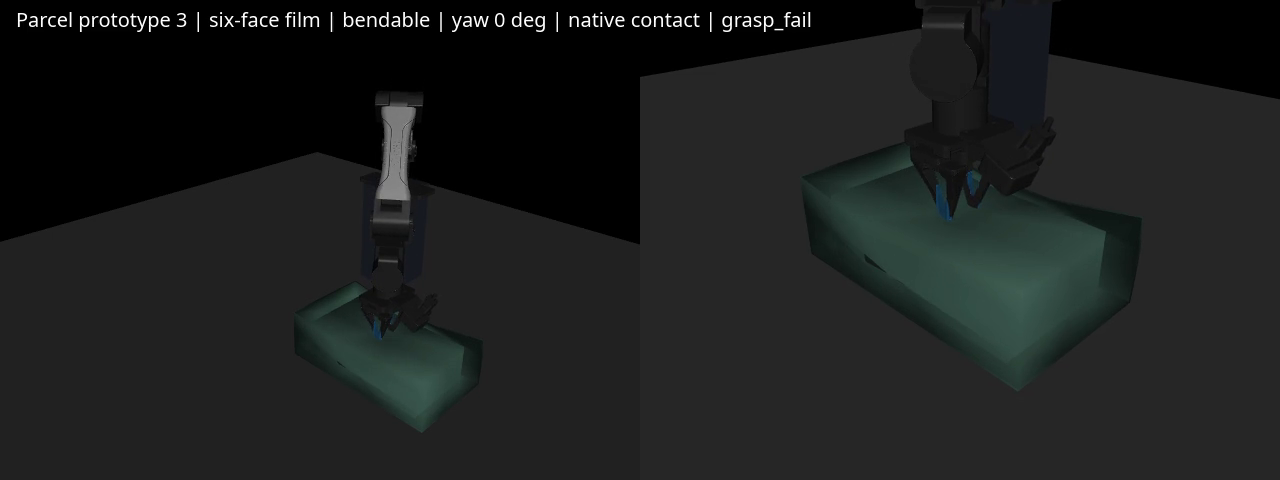 Parcel prototype 3 | six-face film | bendable | yaw 0 deg | native contact | grasp_fail